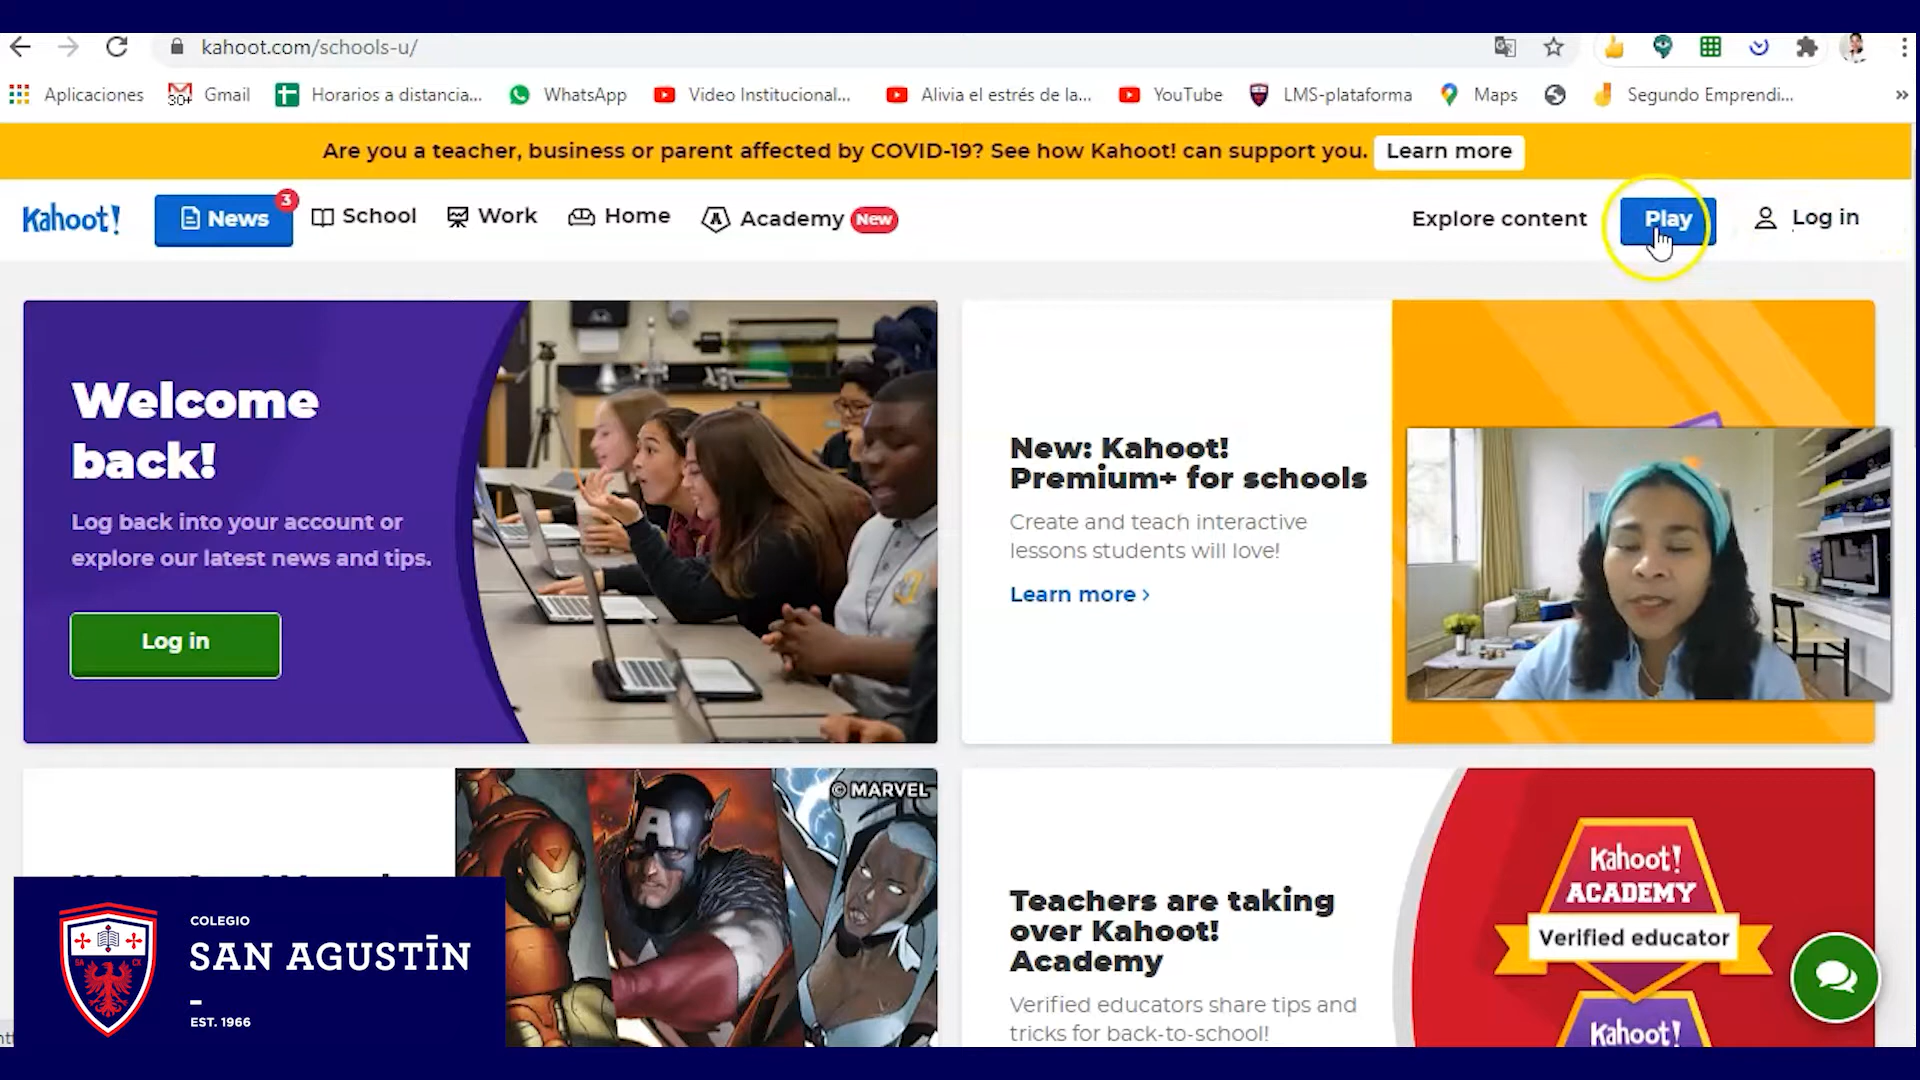 kahoot.com/schools-u/
Aplicaciones
30+
Gmail
Horarios a distancia...
WhatsApp
Video Institucional...
Alivia el estrés de la...
YouTube
LMS-plataforma
Maps
Segundo Emprendi...
»
Are you a teacher, business or parent affected by COVID-19? See how Kahoot! can support you.
Learn more
Kahoot!
News
3
School
Work
Home
Academy
New
Explore content
Play
Log in
Welcome
back!
Log back into your account or
explore our latest news and tips.
Log in
New: Kahoot!
Premium+ for schools
Create and teach interactive
lessons students will love!
Learn more ›
© MARVEL
Teachers are taking
over Kahoot!
Academy
Verified educators share tips and
tricks for back-to-school!
Kahoot!
ACADEMY
Verified educator
Kahoot!
COLEGIO
SAN AGUSTĪN
EST. 1966